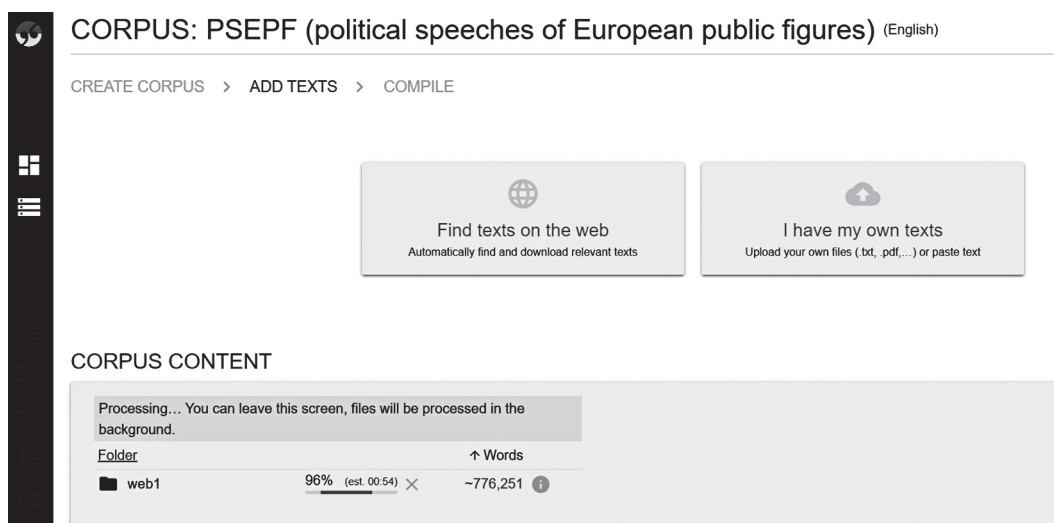 CORPUS: PSEPF (political speeches of European public figures) (English)
CREATE CORPUS > ADD TEXTS > COMPILE
Find texts on the web
Automatically find and download relevant texts
I have my own texts
Upload your own files (.txt, .pdf,...) or paste text
CORPUS CONTENT
Processing... You can leave this screen, files will be processed in the
background.
Folder ↑ Words
web1 96% (est. 00:54) × ~776,251